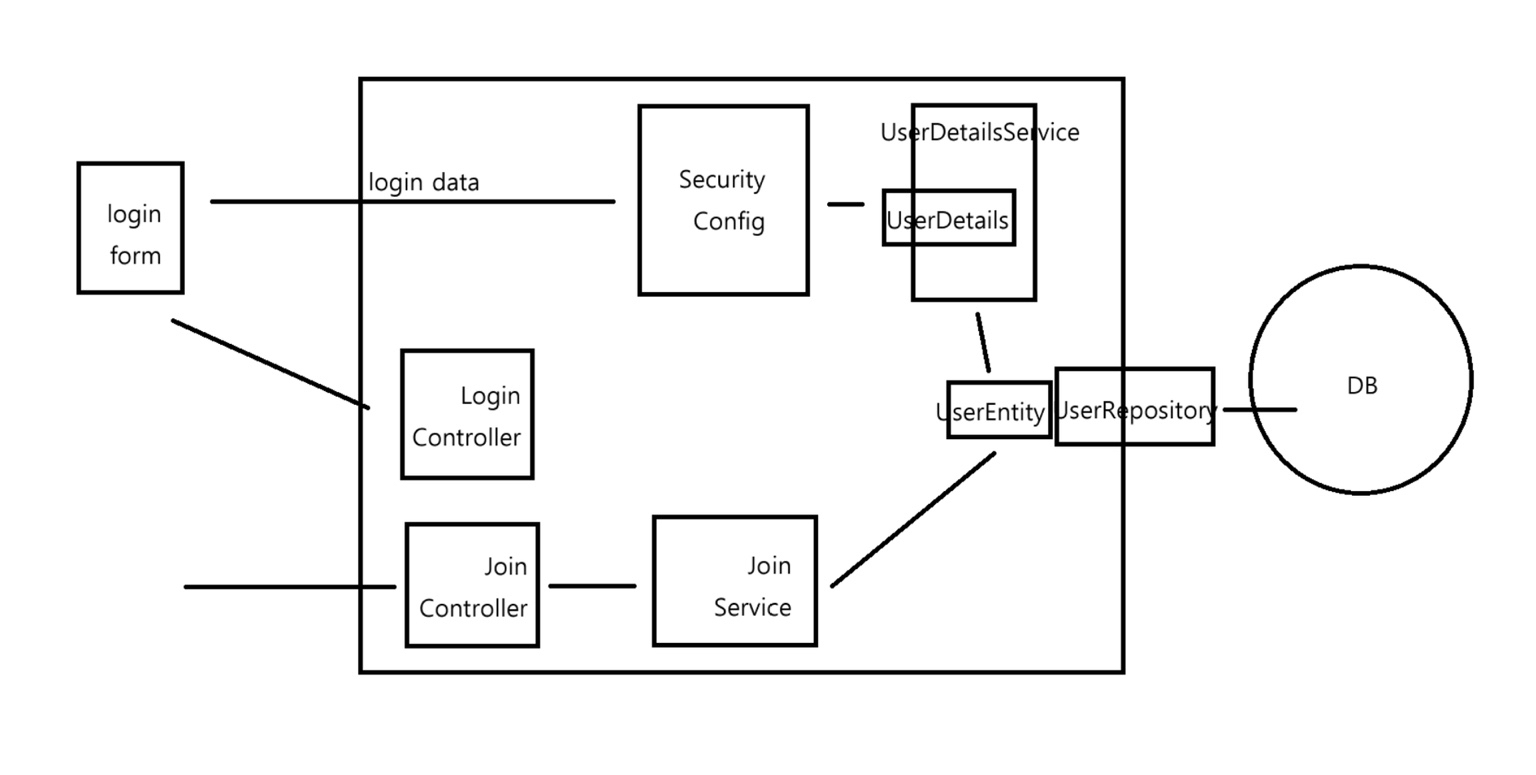 login
form
login data
Security
Config
UserDetailsService
UserDetails
Login
Controller
UserEntity
UserRepository
DB
Join
Controller
Join
Service